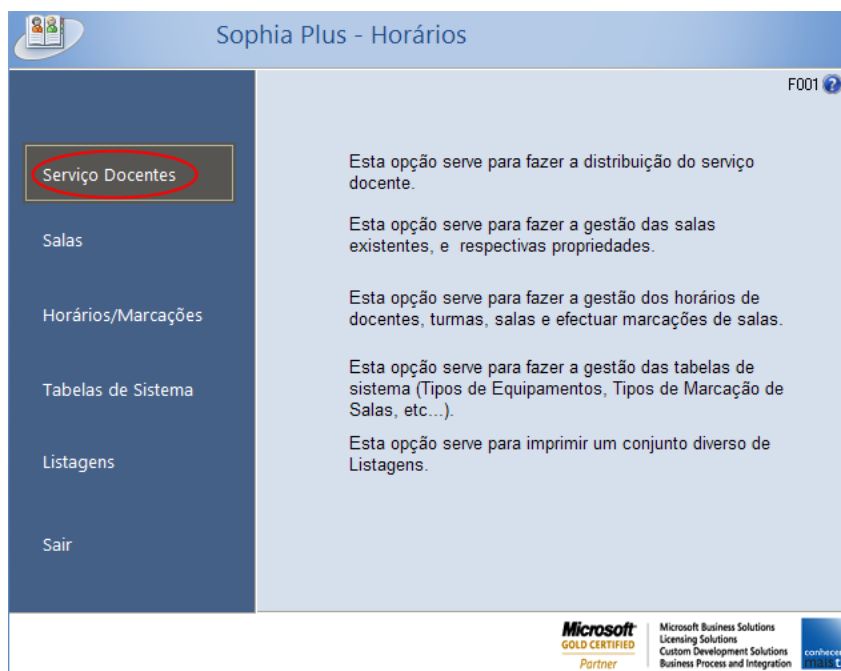 Sophia Plus - Horários
F001
Serviço Docentes
Esta opção serve para fazer a distribuição do serviço
docente.
Salas
Esta opção serve para fazer a gestão das salas
existentes, e respectivas propriedades.
Horários/Marcações
Esta opção serve para fazer a gestão dos horários de
docentes, turmas, salas e efectuar marcações de salas.
Tabelas de Sistema
Esta opção serve para fazer a gestão das tabelas de
sistema (Tipos de Equipamentos, Tipos de Marcação de
Salas, etc...).
Listagens
Esta opção serve para imprimir um conjunto diverso de
Listagens.
Sair
Microsoft
GOLD CERTIFIED
Partner
Microsoft Business Solutions
Licensing Solutions
Custom Development Solutions
Business Process and Integration
conhecer
mais